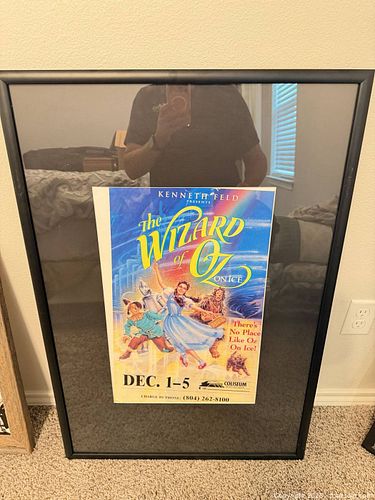 KENNETH FELD
PRESENTS
The
WIZARD
of OZ
ON ICE
There's
No Place
Like Oz
On Ice!
DEC. 1-5
COLISEUM
CHARGE BY PHONE: (804) 262-8100